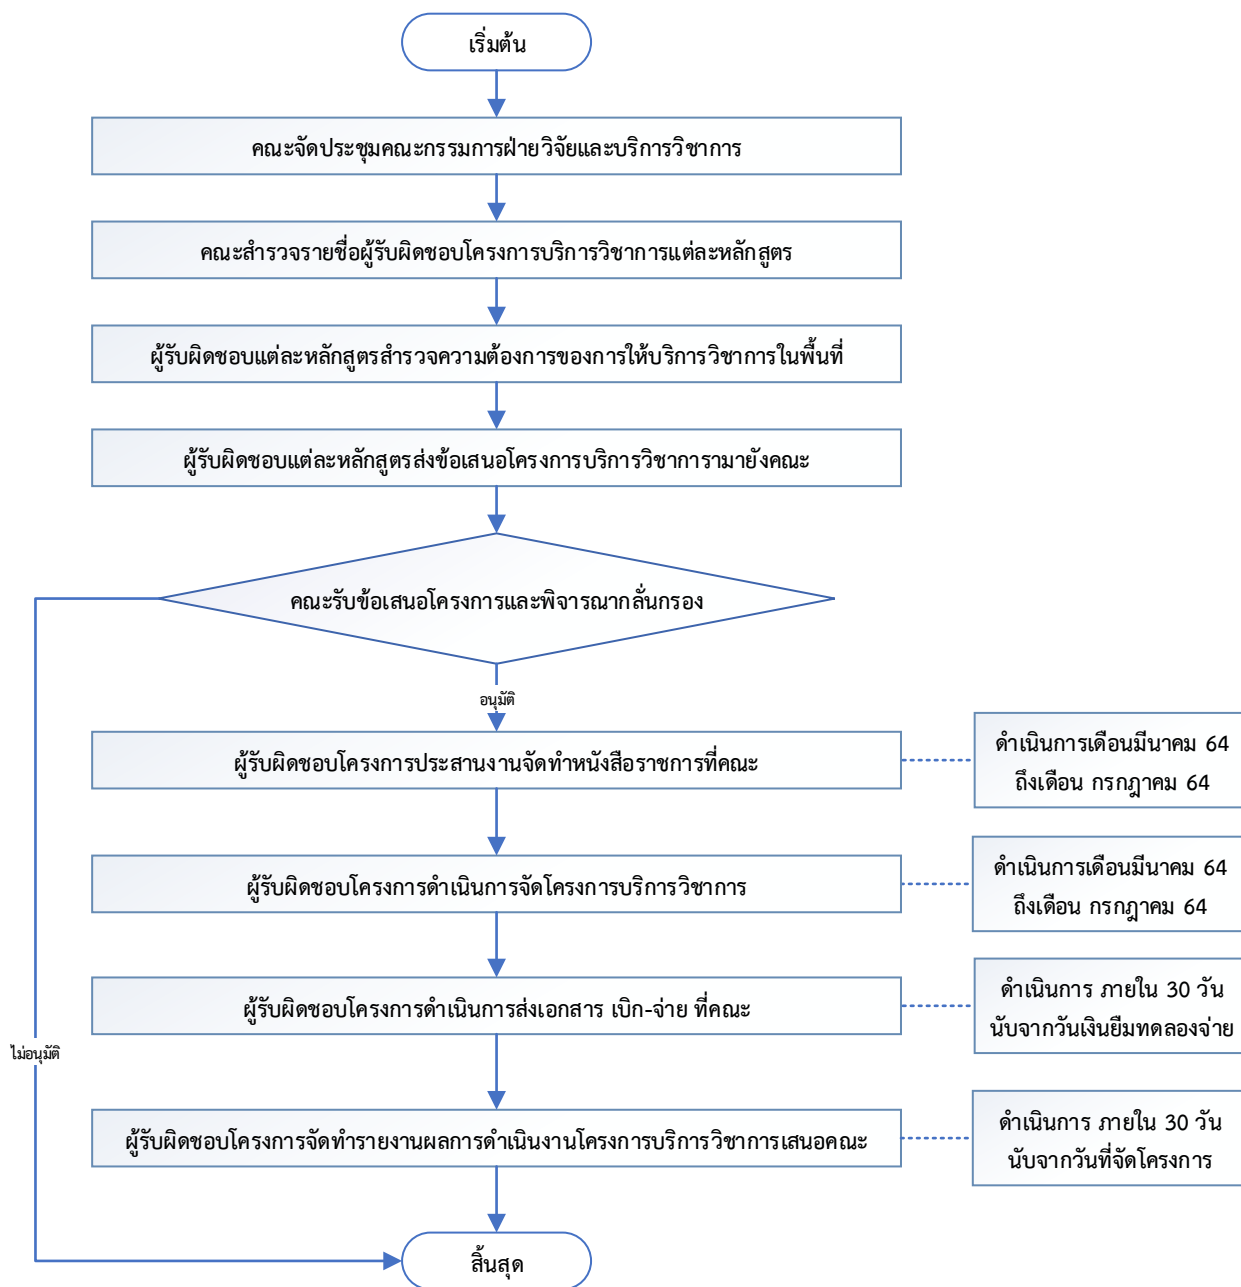 เริ่มต้น
คณะจัดประชุมคณะกรรมการฝ่ายวิจัยและบริการวิชาการ
คณะสำรวจรายชื่อผู้รับผิดชอบโครงการบริการวิชาการแต่ละหลักสูตร
ผู้รับผิดชอบแต่ละหลักสูตรสำรวจความต้องการของการให้บริการวิชาการในพื้นที่
ผู้รับผิดชอบแต่ละหลักสูตรส่งข้อเสนอโครงการบริการวิชาการามายังคณะ
คณะรับข้อเสนอโครงการและพิจารณากลั่นกรอง
อนุมัติ
ผู้รับผิดชอบโครงการประสานงานจัดทำหนังสือราชการที่คณะ
ดำเนินการเดือนมีนาคม 64
ถึงเดือน กรกฎาคม 64
ผู้รับผิดชอบโครงการดำเนินการจัดโครงการบริการวิชาการ
ดำเนินการเดือนมีนาคม 64
ถึงเดือน กรกฎาคม 64
ผู้รับผิดชอบโครงการดำเนินการส่งเอกสาร เบิก-จ่าย ที่คณะ
ดำเนินการ ภายใน 30 วัน
นับจากวันเงินยืมทดลองจ่าย
ไม่อนุมัติ
ผู้รับผิดชอบโครงการจัดทำรายงานผลการดำเนินงานโครงการบริการวิชาการเสนอคณะ
ดำเนินการ ภายใน 30 วัน
นับจากวันที่จัดโครงการ
สิ้นสุด